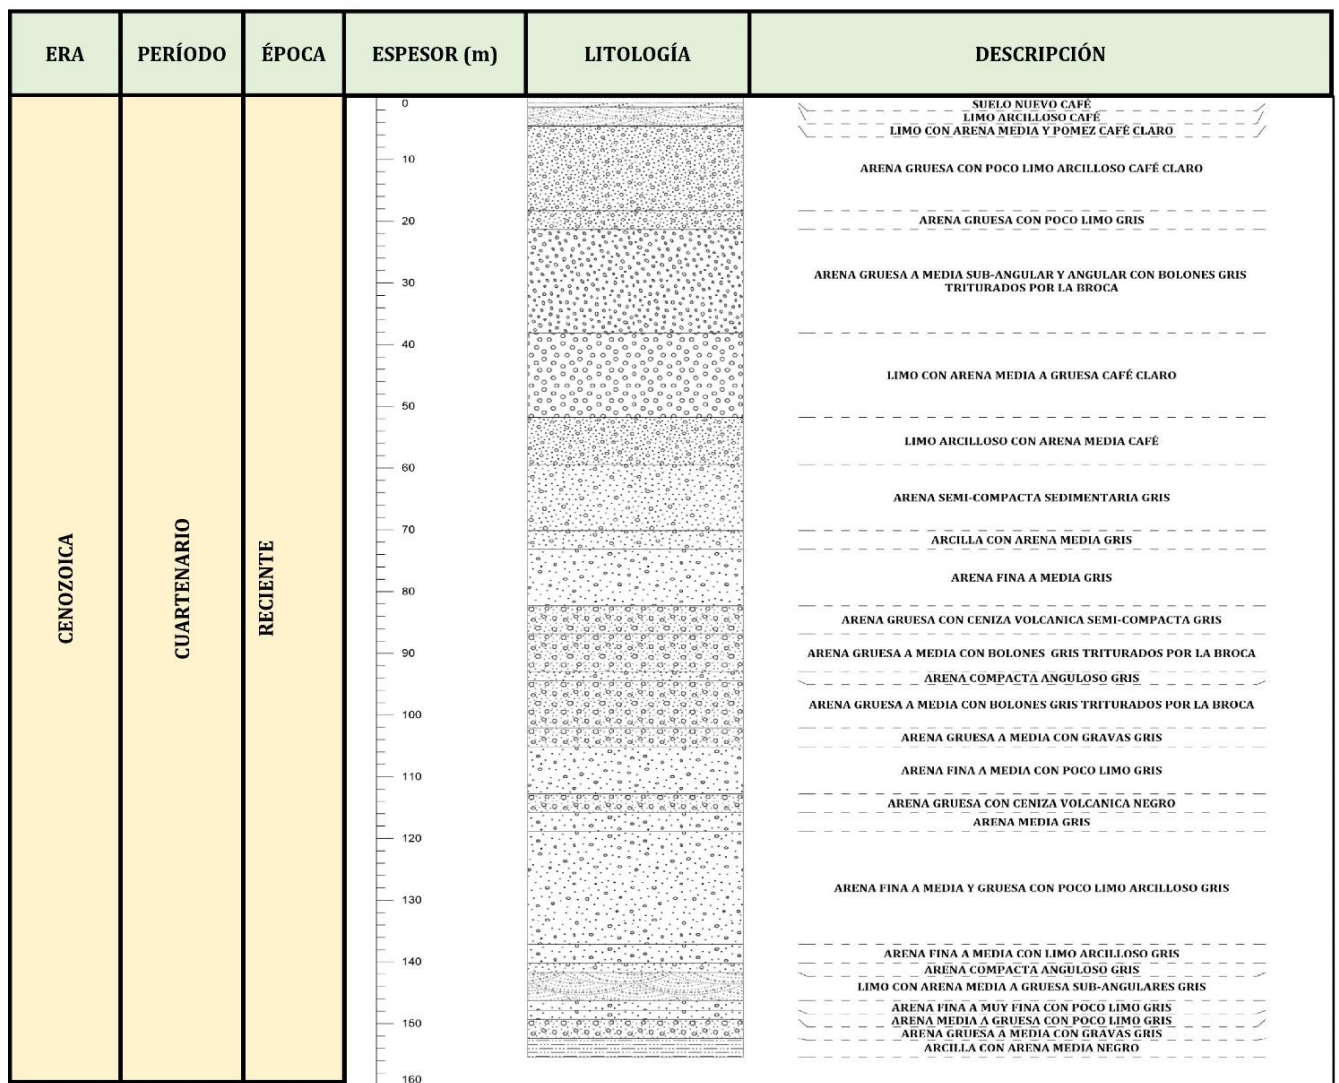 ERA
PERÍODO
ÉPOCA
ESPESOR (m)
LITOLOGÍA
DESCRIPCIÓN
CENOZOICA
CUARTENARIO
RECIENTE
0
10
20
30
40
50
60
70
80
90
100
110
120
130
140
150
160
SUELO NUEVO CAFÉ
LIMO ARCILLOSO CAFÉ
LIMO CON ARENA MEDIA Y POMEZ CAFÉ CLARO
ARENA GRUESA CON POCO LIMO ARCILLOSO CAFÉ CLARO
ARENA GRUESA CON POCO LIMO GRIS
ARENA GRUESA A MEDIA SUB-ANGULAR Y ANGULAR CON BOLONES GRIS
TRITURADOS POR LA BROCA
LIMO CON ARENA MEDIA A GRUESA CAFÉ CLARO
LIMO ARCILLOSO CON ARENA MEDIA CAFÉ
ARENA SEMI-COMPACTA SEDIMENTARIA GRIS
ARCILLA CON ARENA MEDIA GRIS
ARENA FINA A MEDIA GRIS
ARENA GRUESA CON CENIZA VOLCANICA SEMI-COMPACTA GRIS
ARENA GRUESA A MEDIA CON BOLONES GRIS TRITURADOS POR LA BROCA
ARENA COMPACTA ANGULOSO GRIS
ARENA GRUESA A MEDIA CON BOLONES GRIS TRITURADOS POR LA BROCA
ARENA GRUESA A MEDIA CON GRAVAS GRIS
ARENA FINA A MEDIA CON POCO LIMO GRIS
ARENA GRUESA CON CENIZA VOLCANICA NEGRO
ARENA MEDIA GRIS
ARENA FINA A MEDIA Y GRUESA CON POCO LIMO ARCILLOSO GRIS
ARENA FINA A MEDIA CON LIMO ARCILLOSO GRIS
ARENA COMPACTA ANGULOSO GRIS
LIMO CON ARENA MEDIA A GRUESA SUB-ANGULARES GRIS
ARENA FINA A MUY FINA CON POCO LIMO GRIS
ARENA MEDIA A GRUESA CON POCO LIMO GRIS
ARENA GRUESA A MEDIA CON GRAVAS GRIS
ARCILLA CON ARENA MEDIA NEGRO